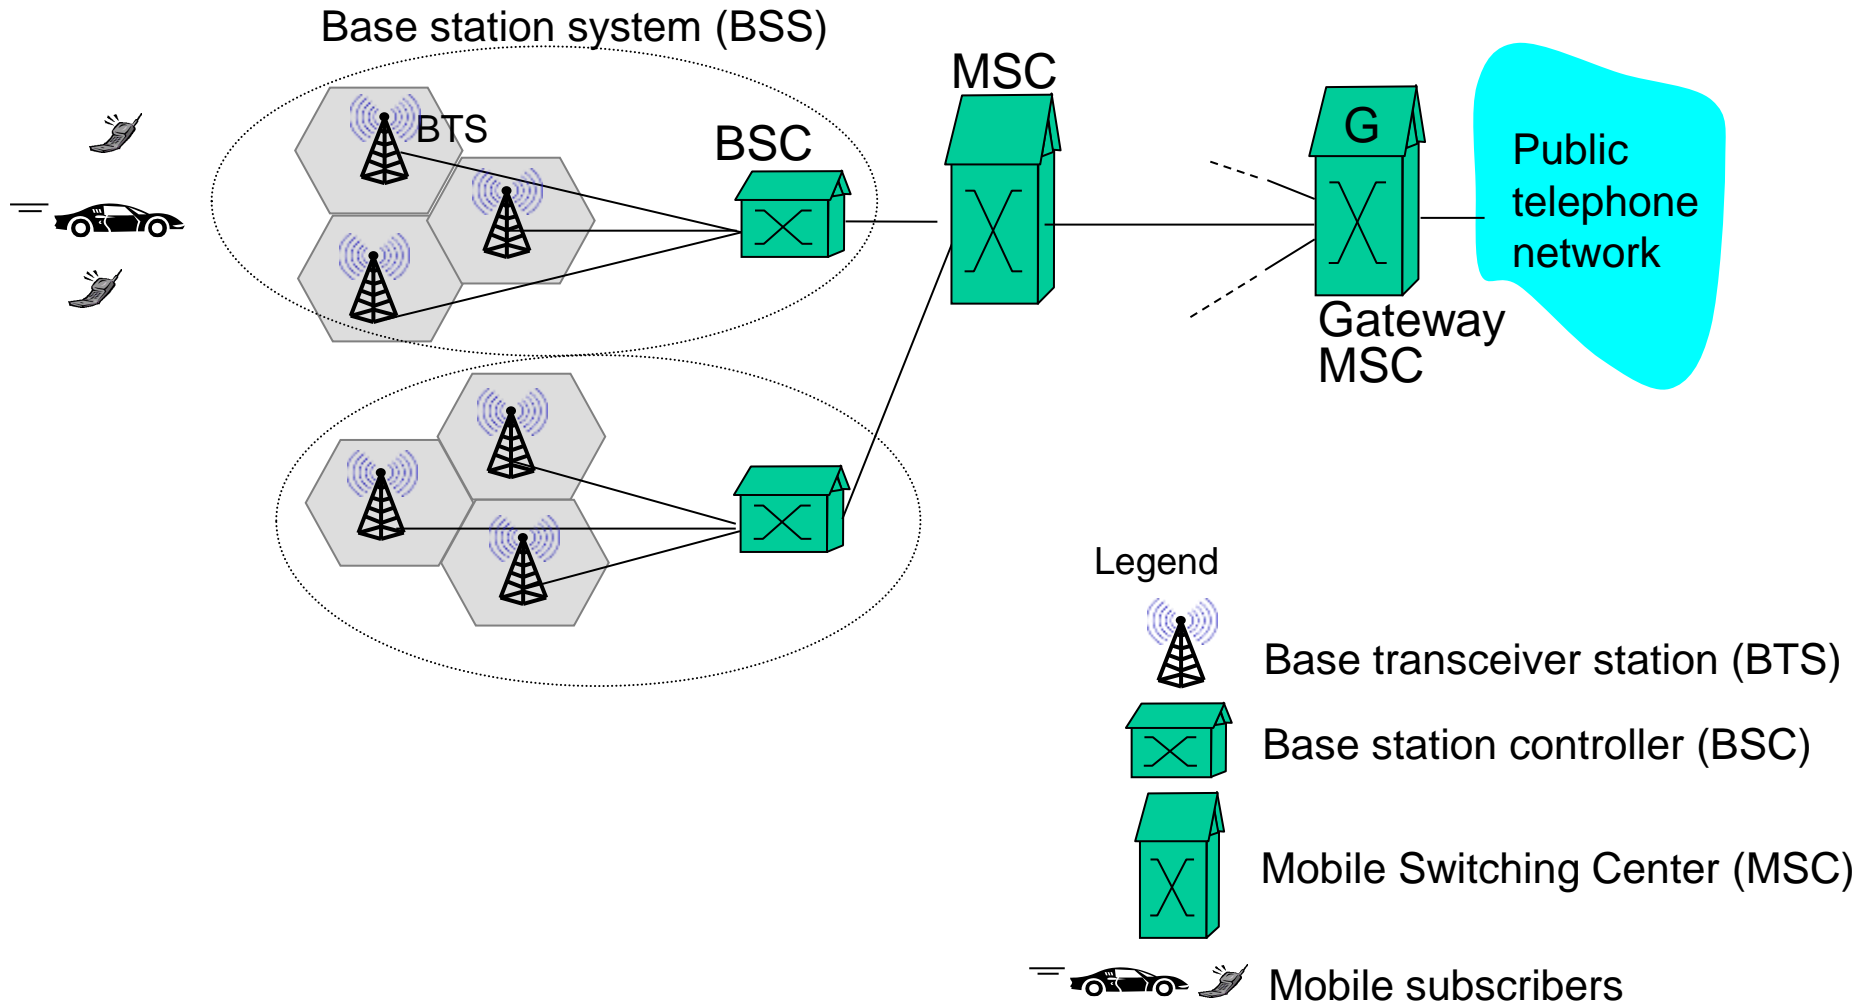 Base station system (BSS)
BTS
BSC
MSC
G
Gateway
MSC
Public
telephone
network
Legend
Base transceiver station (BTS)
Base station controller (BSC)
Mobile Switching Center (MSC)
Mobile subscribers